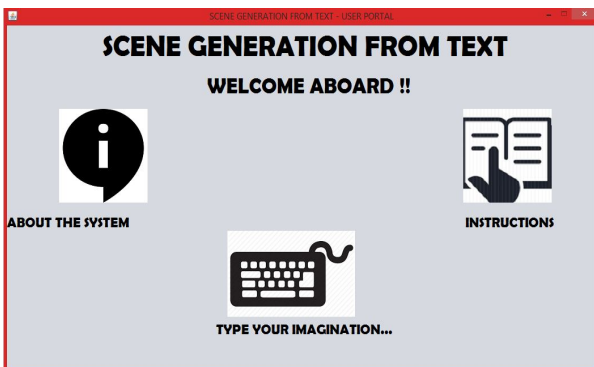 SCENE GENERATION FROM TEXT - USER PORTAL
SCENE GENERATION FROM TEXT
WELCOME ABOARD !!
i
ABOUT THE SYSTEM
INSTRUCTIONS
TYPE YOUR IMAGINATION...